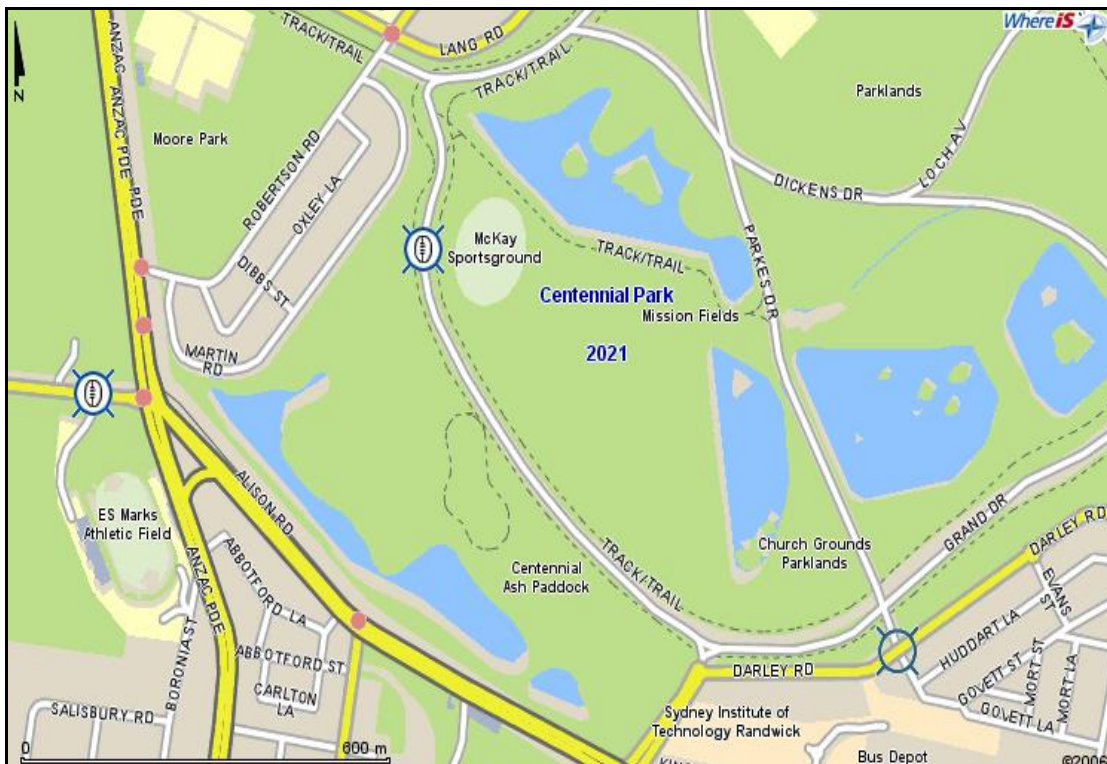 WhereiS
ANZAC ANZAC PDE PDE
TRACK/TRAIL
LANG RD
TRACK/TRAIL
Parklands
LOCH AV
Moore Park
ROBERTSON RD
OXLEY LA
DICKENS DR
McKay
Sportsground
TRACK/TRAIL
PARKES DR
DIBBS ST
Centennial Park
Mission Fields
2021
MARTIN
RD
Z
ALISON RD
ES Marks
Athletic Field
ANZAC PDE
ABBOTFORD LA
Centennial
Ash Paddock
TRACK/TRAIL
Church Grounds
Parklands
GRAND DR
DARLEY RD
BORONIA ST
ABBOTFORD ST
CARLTON
LA
DARLEY RD
EVANS
ST
HUDDART LA
GOVETT ST
MORT ST
MORT LA
GOVETT LA
SALISBURY RD
Sydney Institute of
Technology Randwick
0
600 m
Bus Depot
©2006